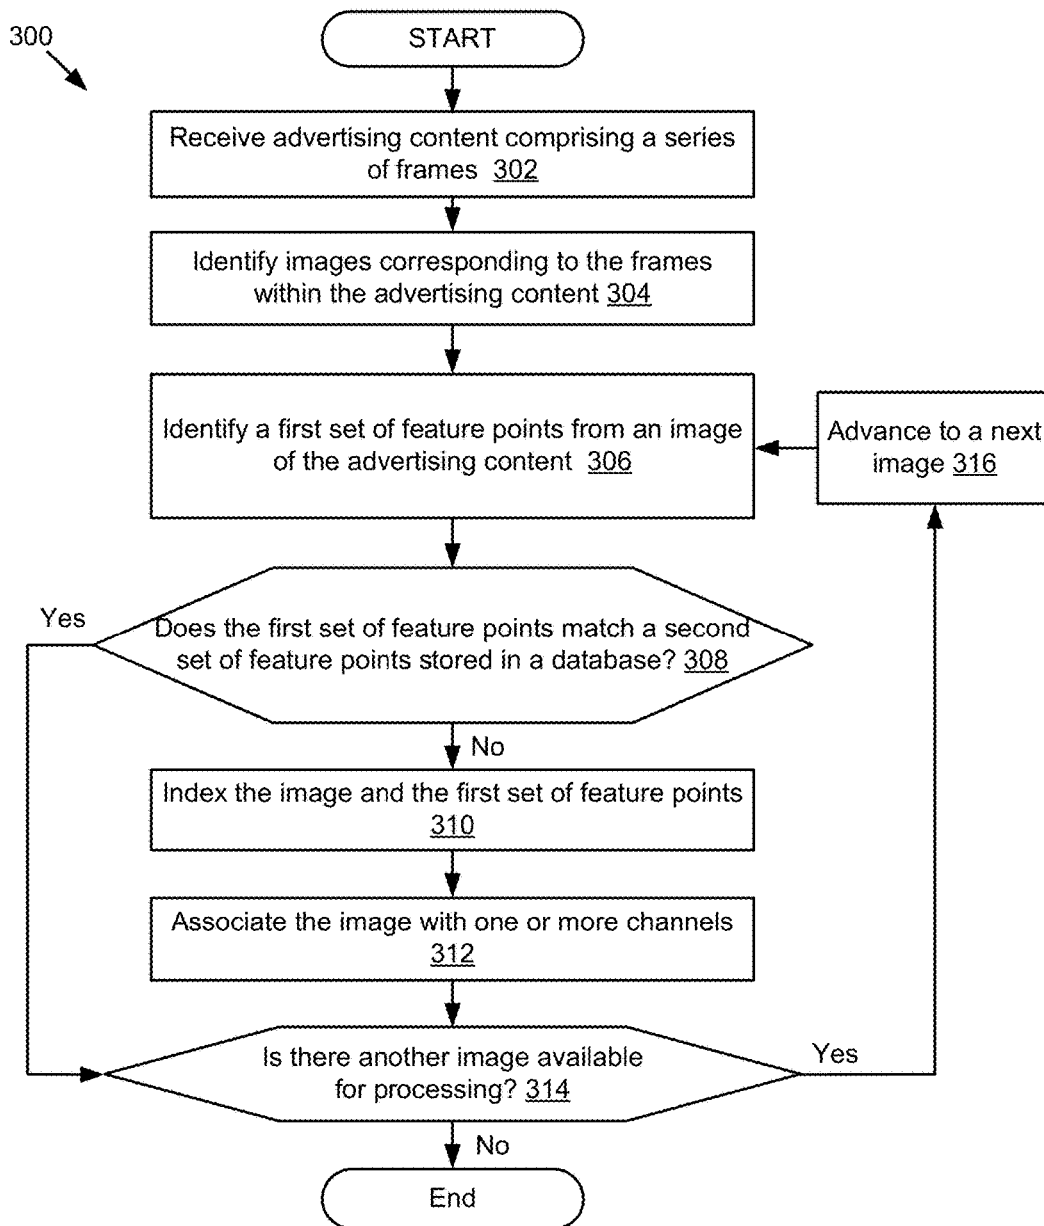 300
START
Receive advertising content comprising a series
of frames 302
Identify images corresponding to the frames
within the advertising content 304
Identify a first set of feature points from an image
of the advertising content 306
Advance to a next
image 316
Yes
Does the first set of feature points match a second
set of feature points stored in a database? 308
No
Index the image and the first set of feature points
310
Associate the image with one or more channels
312
Is there another image available
for processing? 314
Yes
No
End